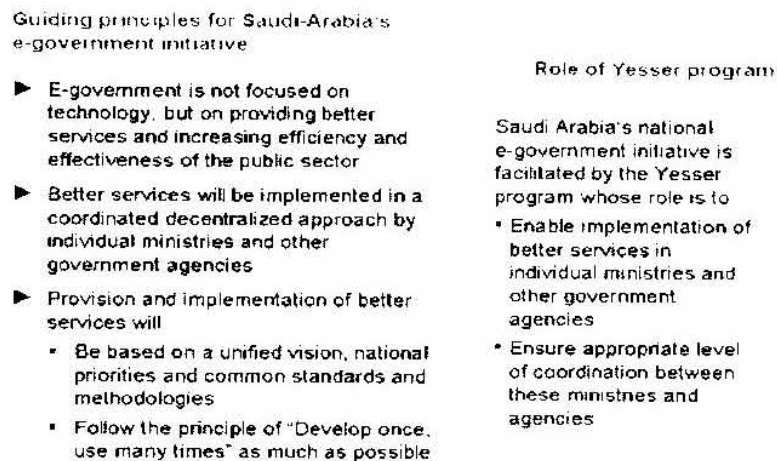 Guiding principles for Saudi-Arabia's
e-government initiative
► E-government is not focused on
technology, but on providing better
services and increasing efficiency and
effectiveness of the public sector
► Better services will be implemented in a
coordinated decentralized approach by
individual ministries and other
government agencies
► Provision and implementation of better
services will
▪ Be based on a unified vision, national
priorities and common standards and
methodologies
▪ Follow the principle of "Develop once,
use many times" as much as possible
Role of Yesser program
Saudi Arabia's national
e-government initiative is
facilitated by the Yesser
program whose role is to
• Enable implementation of
better services in
individual ministries and
other government
agencies
• Ensure appropriate level
of coordination between
these ministries and
agencies